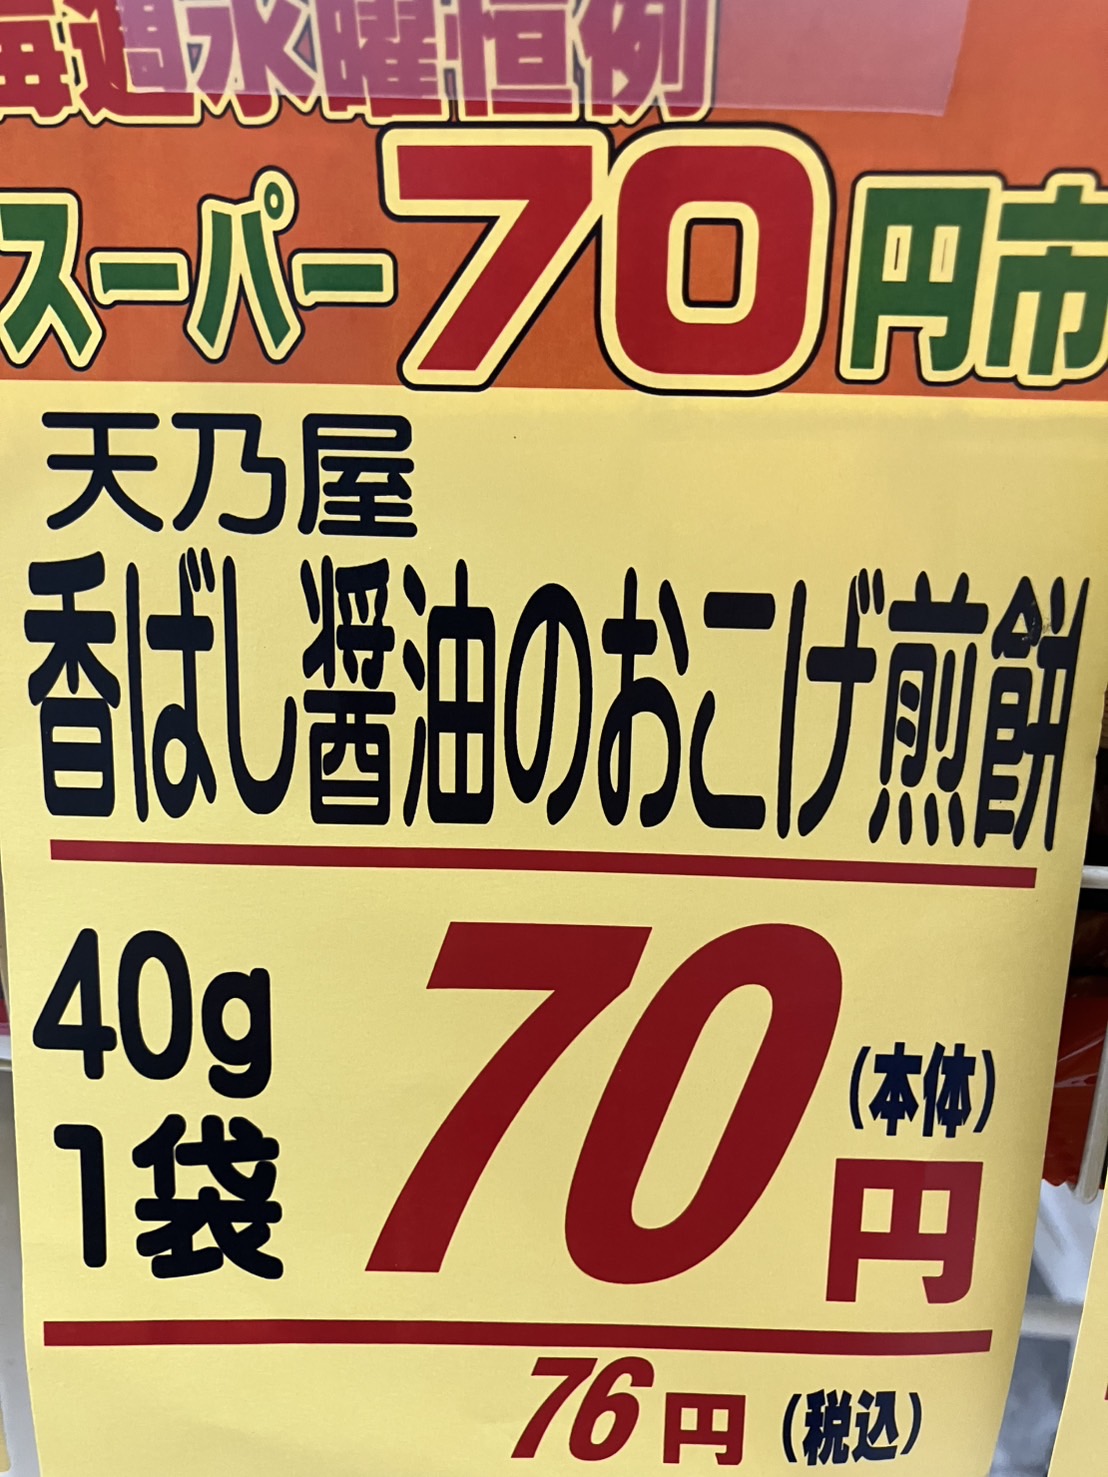 毎週水曜恒例
スーパー70円市
天乃屋
香ばし醤油のおこげ煎餅
40g
1袋
70円
(本体)
76円(税込)